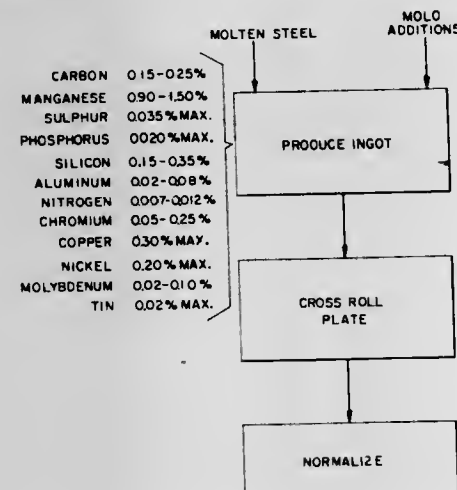 MOLTEN STEEL
MOLD
ADDITIONS
CARBON 0.15-0.25%
MANGANESE 0.90-1.50%
SULPHUR 0.035% MAX.
PHOSPHORUS 0.020% MAX.
SILICON 0.15-0.35%
ALUMINUM 0.02-0.08%
NITROGEN 0.007-0.012%
CHROMIUM 0.05-0.25%
COPPER 0.30% MAX.
NICKEL 0.20% MAX.
MOLYBDENUM 0.02-0.10%
TIN 0.02% MAX.
PRODUCE INGOT
CROSS ROLL
PLATE
NORMALIZE